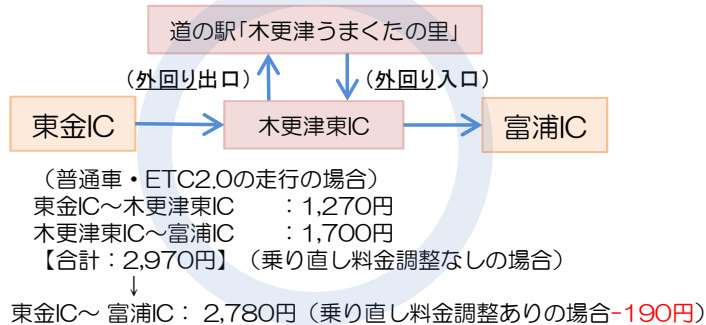 道の駅「木更津うまくたの里」
（外回り出口）
（外回り入口）
東金IC
木更津東IC
富浦IC
（普通車・ETC2.0の走行の場合）
東金IC～木更津東IC　　：1,270円
木更津東IC～富浦IC　　：1,700円
【合計：2,970円】（乗り直し料金調整なしの場合）
↓
東金IC～ 富浦IC： 2,780円（乗り直し料金調整ありの場合-190円）